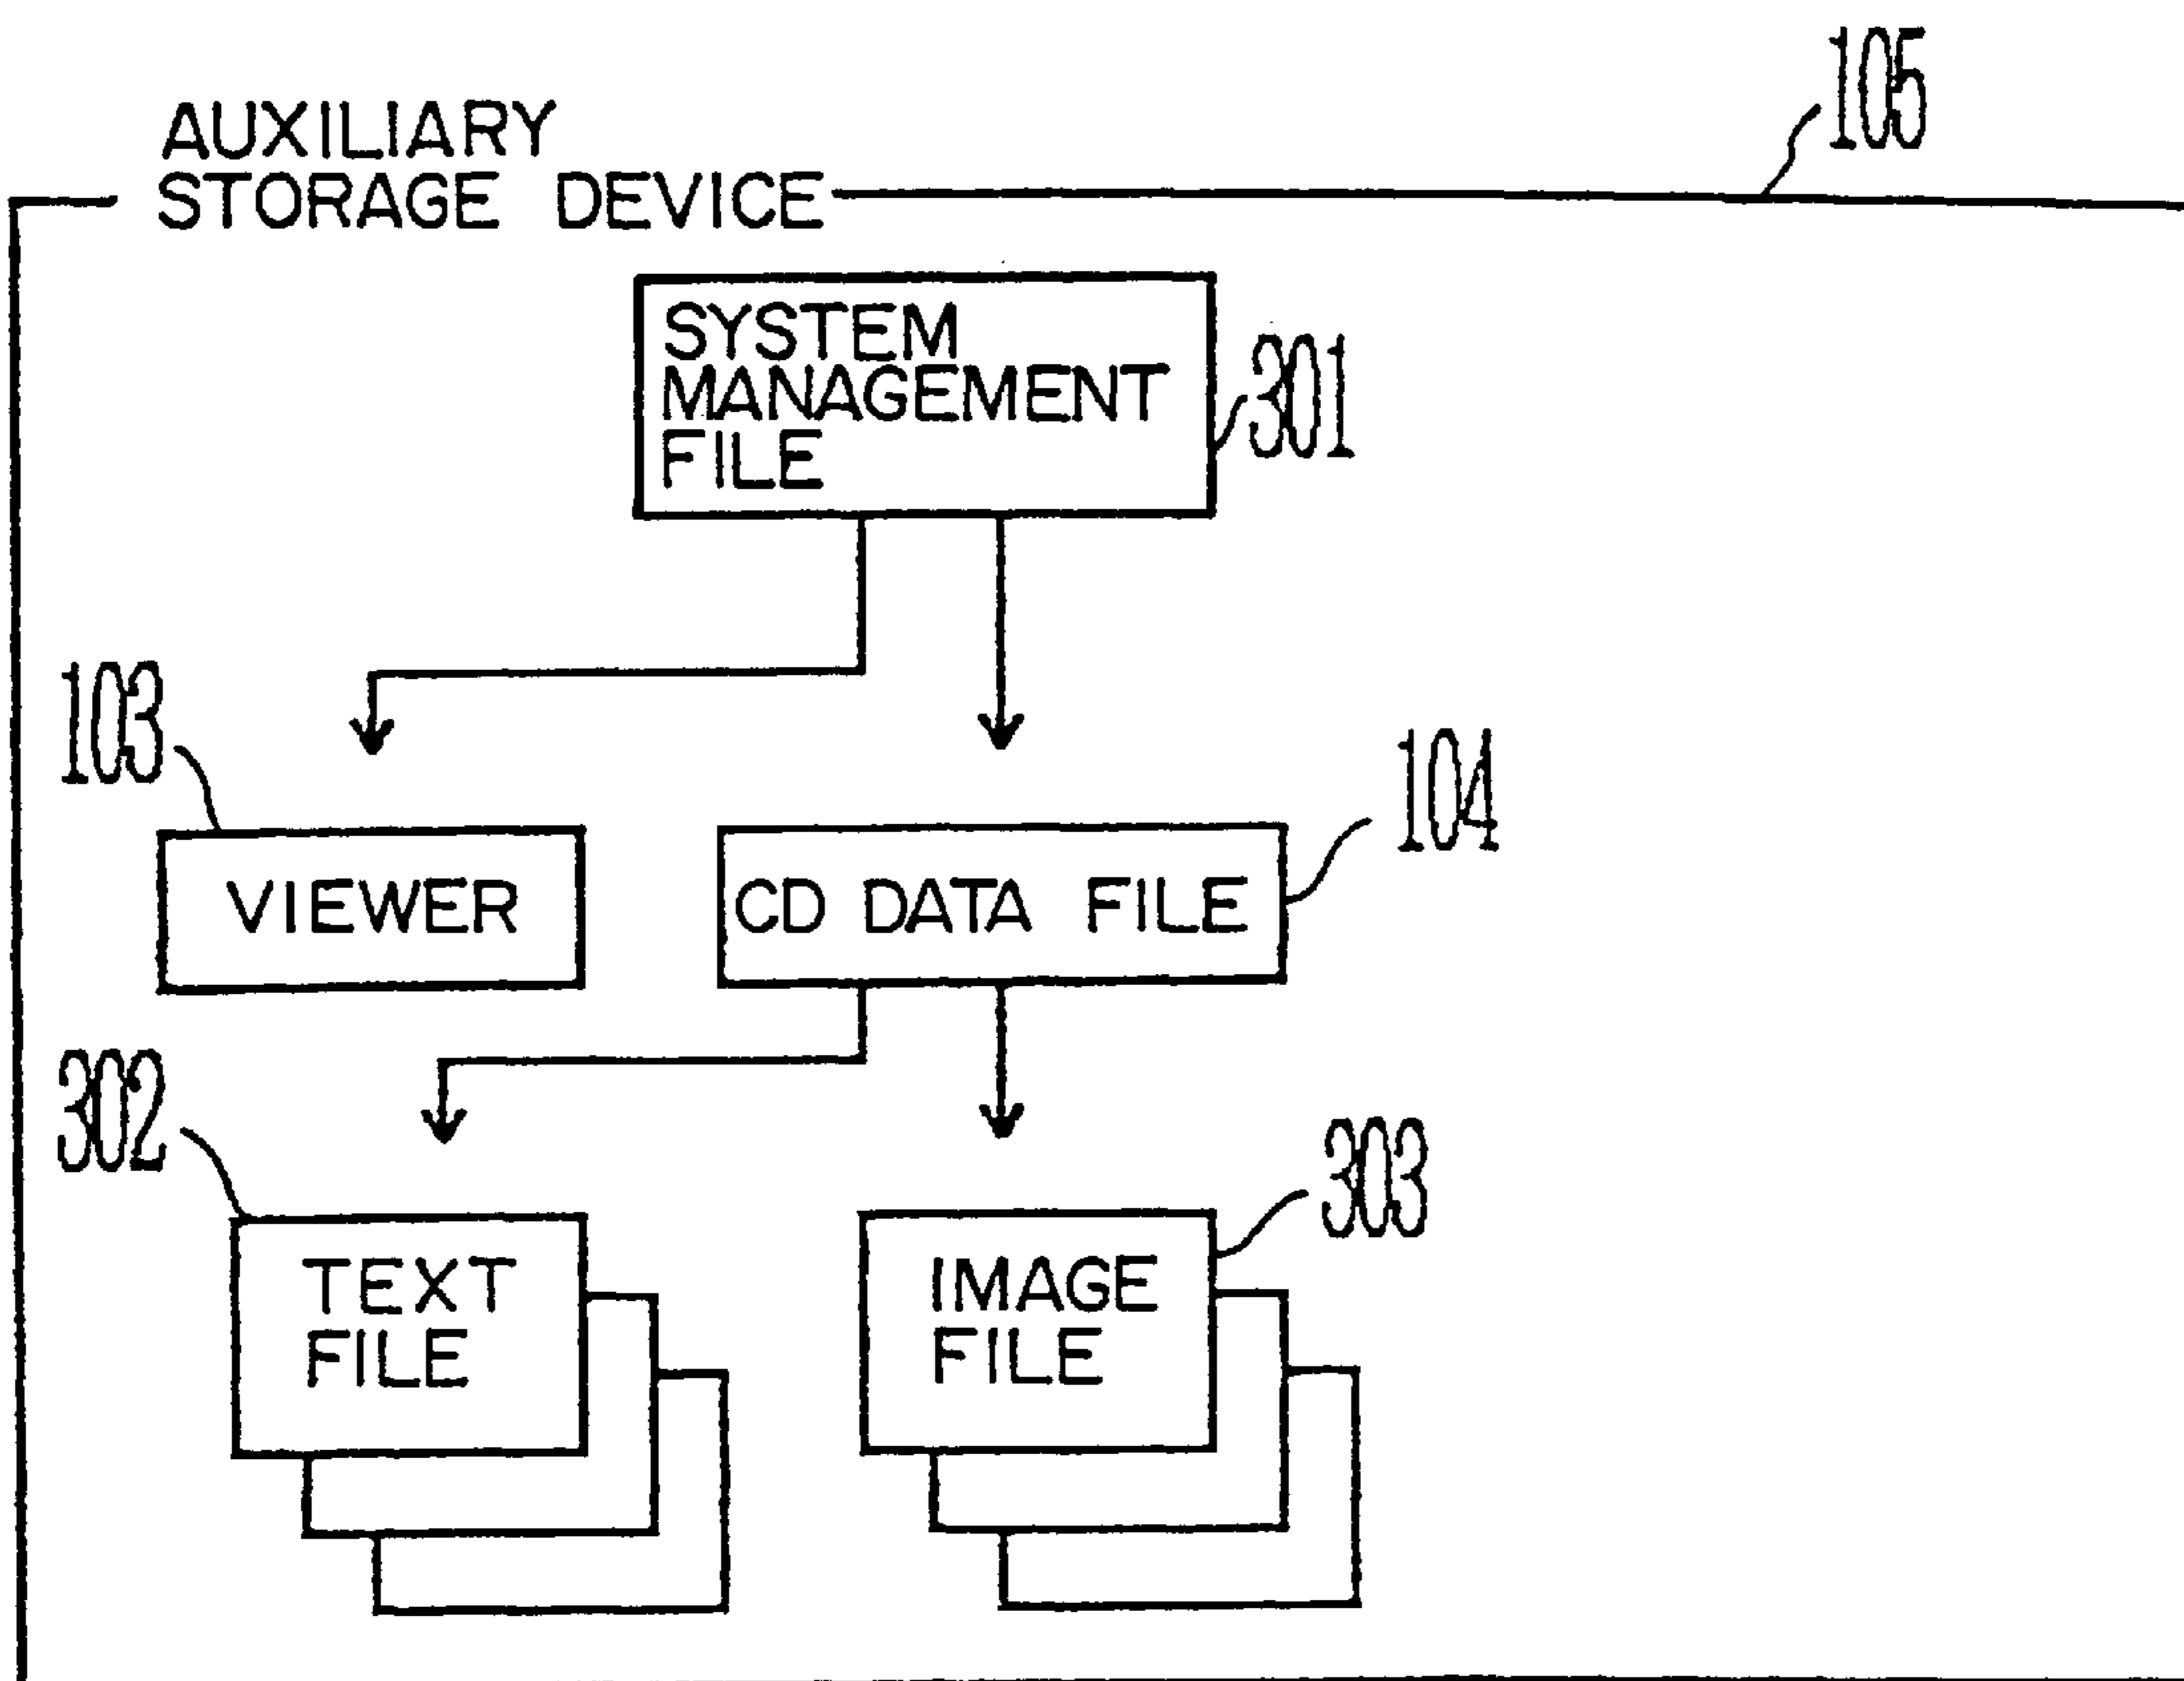 105
AUXILIARY
STORAGE DEVICE
SYSTEM
MANAGEMENT
FILE
301
103
104
VIEWER
CD DATA FILE
302
303
TEXT
FILE
IMAGE
FILE